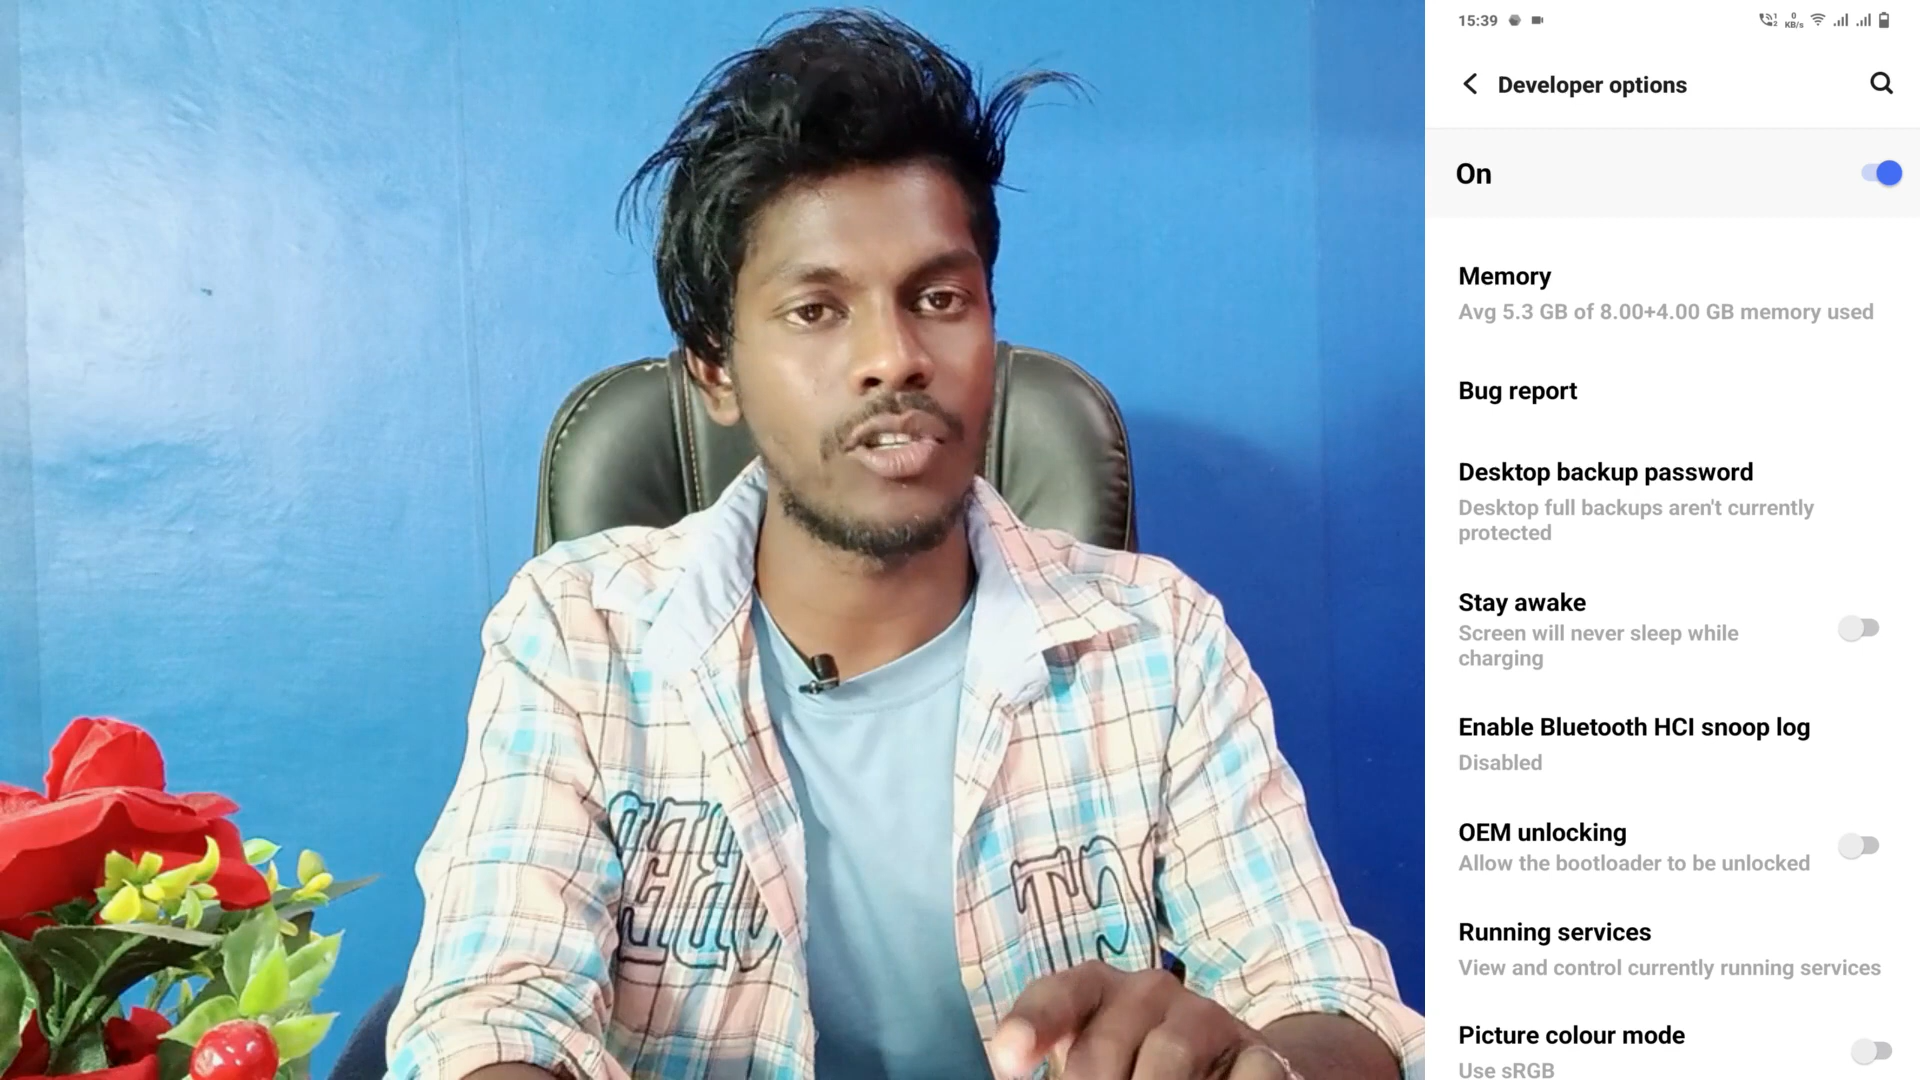 15:39
0
KB/s
Developer options
On
Memory
Avg 5.3 GB of 8.00+4.00 GB memory used
Bug report
Desktop backup password
Desktop full backups aren't currently
protected
Stay awake
Screen will never sleep while
charging
Enable Bluetooth HCI snoop log
Disabled
OEM unlocking
Allow the bootloader to be unlocked
Running services
View and control currently running services
Picture colour mode
Use sRGB